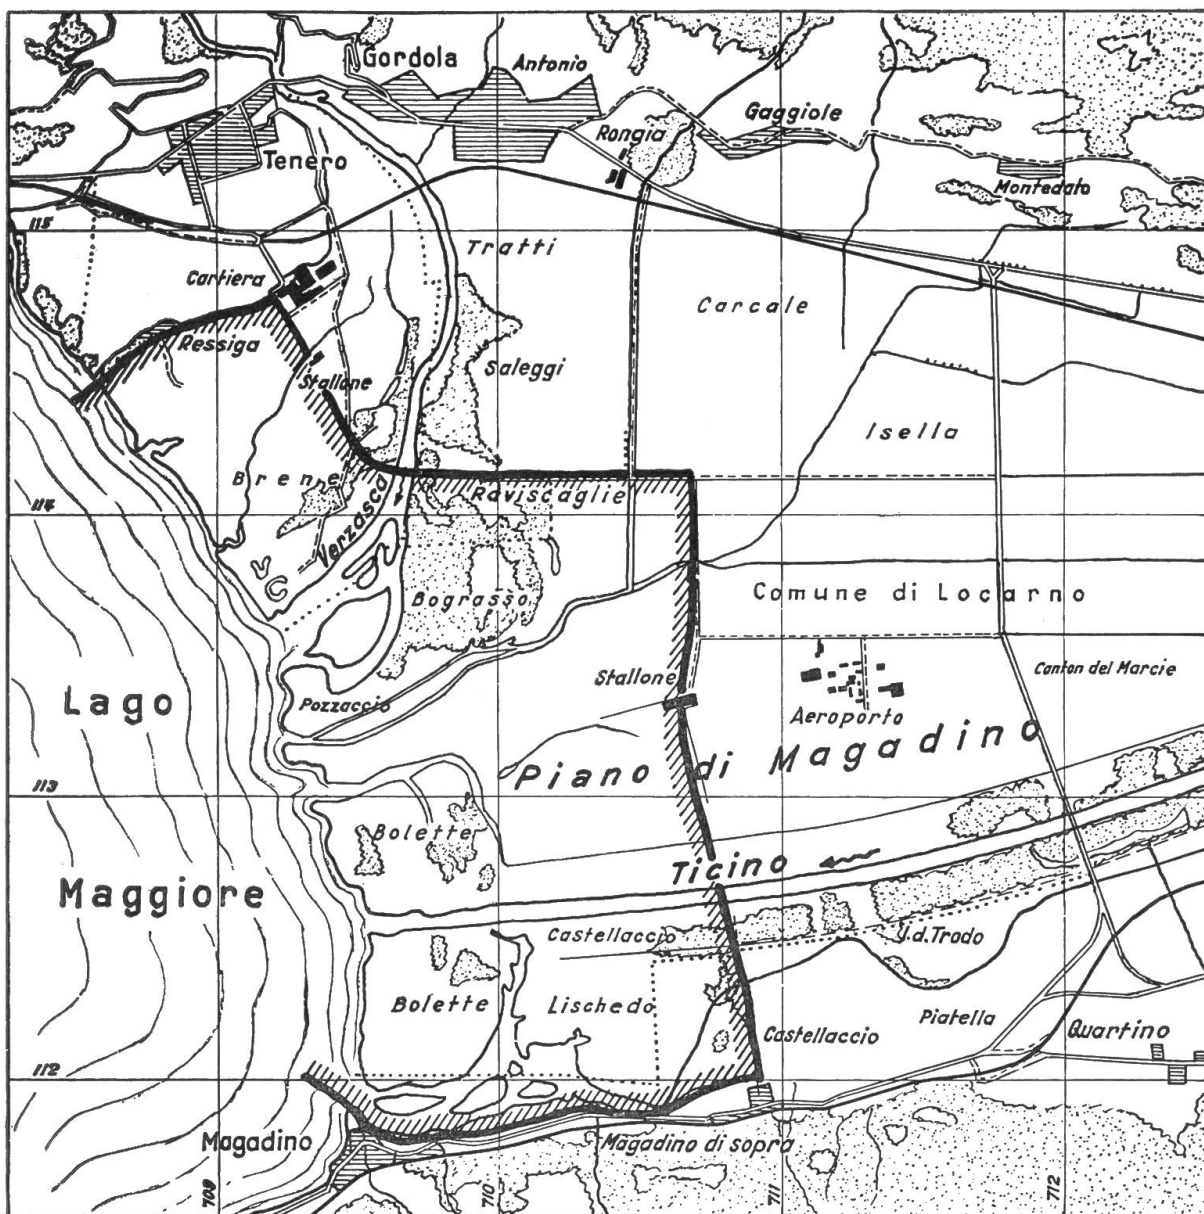 Gordola
Antonio
Gaggiole
Rongia
Tenero
Montedato
115
Tratti
Cartiera
Carcale
Ressiga
Saleggi
Stallone
Isella
Brene
Raviscaglie
114
Verzasca
Bograsso
Comune di Locarno
Stallone
Canton del Marcie
Lago
Pozzaccio
Aeroporto
Piano di Magadino
113
Bolette
Ticino
Maggiore
Castellaccio
J.d.Trodo
Bolette
Lischedo
Piatella
Quartino
Castellaccio
112
Magadino
Magadino di sopra
709
710
711
712